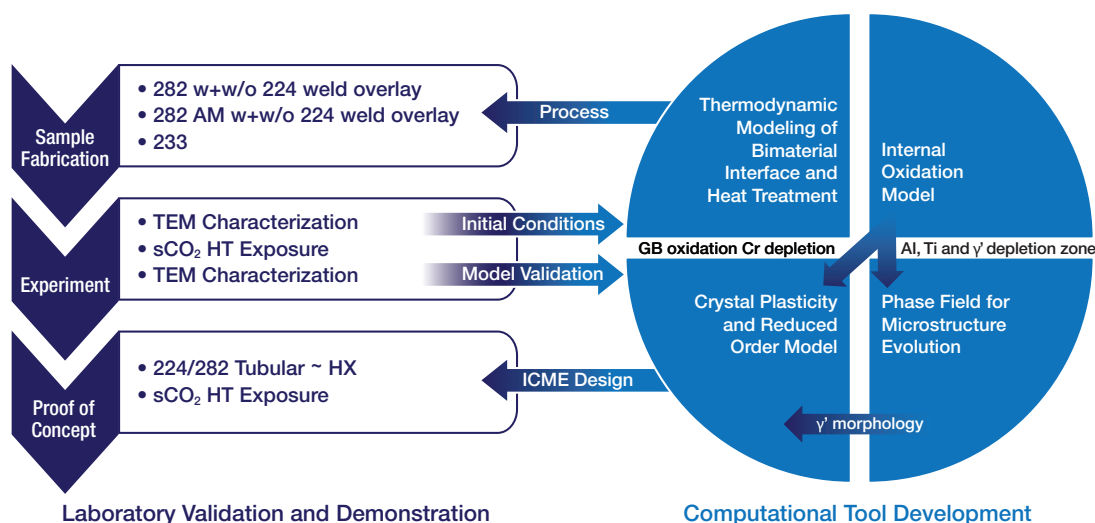 Sample
Fabrication
• 282 w+w/o 224 weld overlay
• 282 AM w+w/o 224 weld overlay
• 233
Process
Experiment
• TEM Characterization
• sCO₂ HT Exposure
• TEM Characterization
Initial Conditions
Model Validation
Proof of
Concept
• 224/282 Tubular ~ HX
• sCO₂ HT Exposure
ICME Design
Laboratory Validation and Demonstration
Thermodynamic
Modeling of
Bimaterial
Interface and
Heat Treatment
Internal
Oxidation
Model
GB oxidation Cr depletion
Al, Ti and γ' depletion zone
Crystal Plasticity
and Reduced
Order Model
Phase Field for
Microstructure
Evolution
γ' morphology
Computational Tool Development